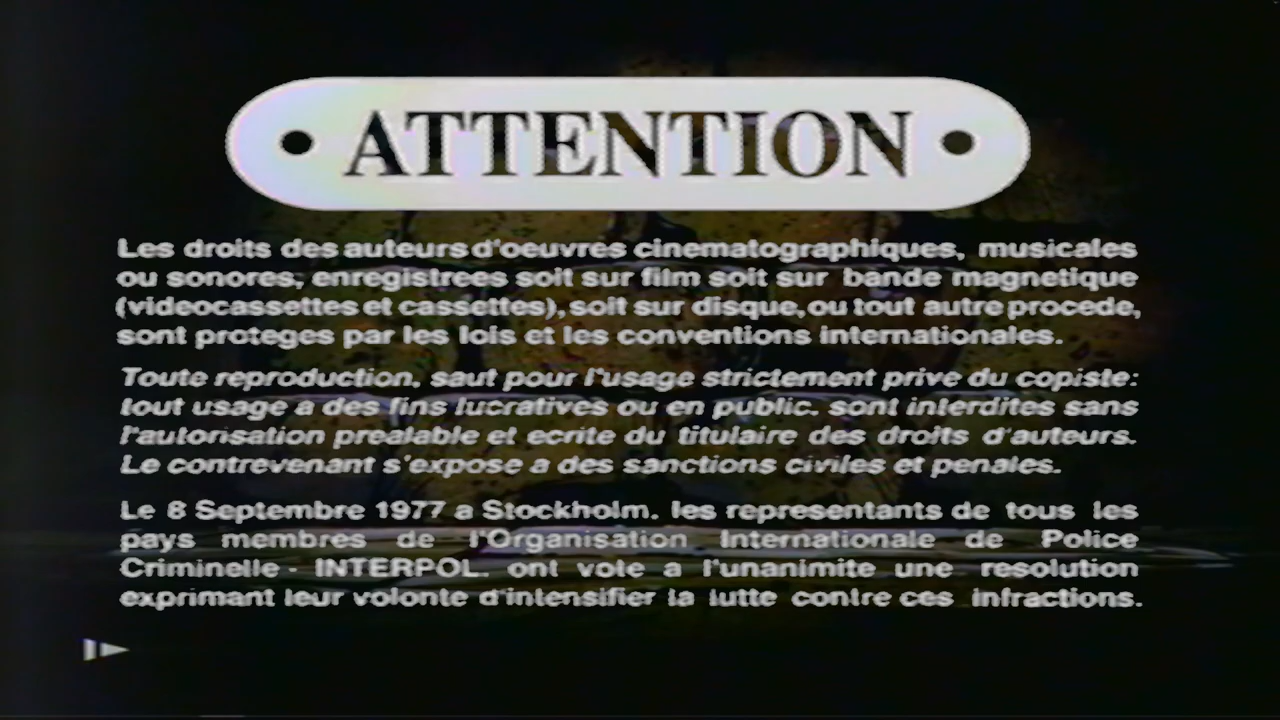 • ATTENTION •
Les droits des auteurs d'oeuvres cinematographiques, musicales
ou sonores, enregistrees soit sur film soit sur bande magnetique
(videocassettes et cassettes), soit sur disque, ou tout autre procede,
sont proteges par les lois et les conventions internationales.
Toute reproduction, sauf pour l'usage strictement prive du copiste:
tout usage a des fins lucratives ou en public. sont interdites sans
l'autorisation prealable et ecrite du titulaire des droits d'auteurs.
Le contrevenant s'expose a des sanctions civiles et penales.
Le 8 Septembre 1977 a Stockholm. les representants de tous les
pays membres de l'Organisation Internationale de Police
Criminelle - INTERPOL. ont vote a l'unanimite une resolution
exprimant leur volonte d'intensifier la lutte contre ces infractions.